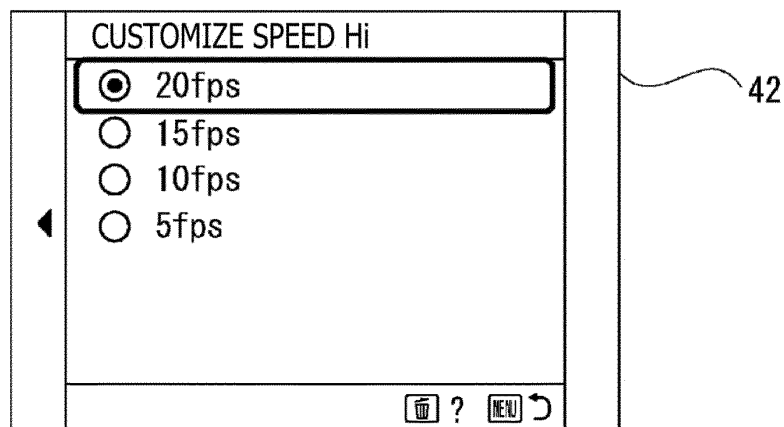 CUSTOMIZE SPEED Hi
20fps
42
15fps
10fps
5fps
? MENU